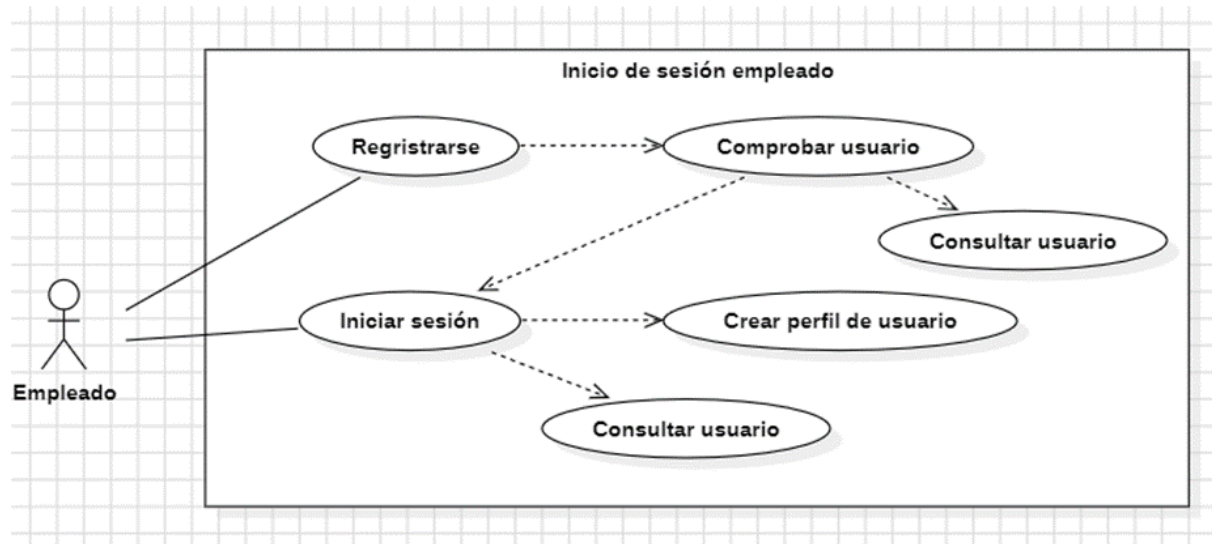 Inicio de sesión empleado
Regristrarse
Comprobar usuario
Consultar usuario
Iniciar sesión
Crear perfil de usuario
Empleado
Consultar usuario